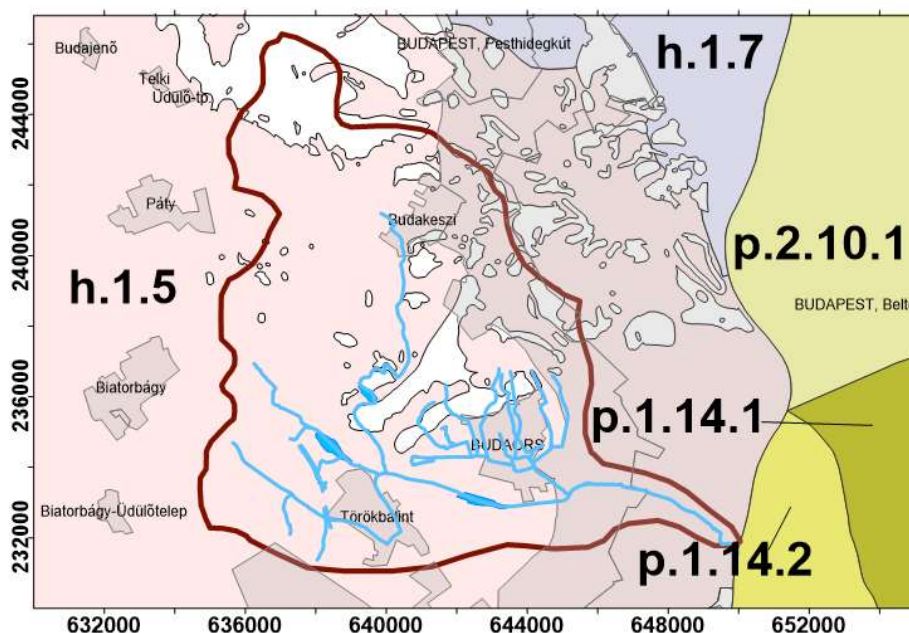 Budajenő
BUDAPEST, Pesthidegkút
h.1.7
Telki
Üdülő-tp.
244000
Páty
Budakeszi
240000
p.2.10.1
h.1.5
BUDAPEST, Belte
Biatorbágy
236000
p.1.14.1
BUDAÖRS
Biatorbágy-Üdülőtelep
Törökbálint
232000
p.1.14.2
632000 636000 640000 644000 648000 652000